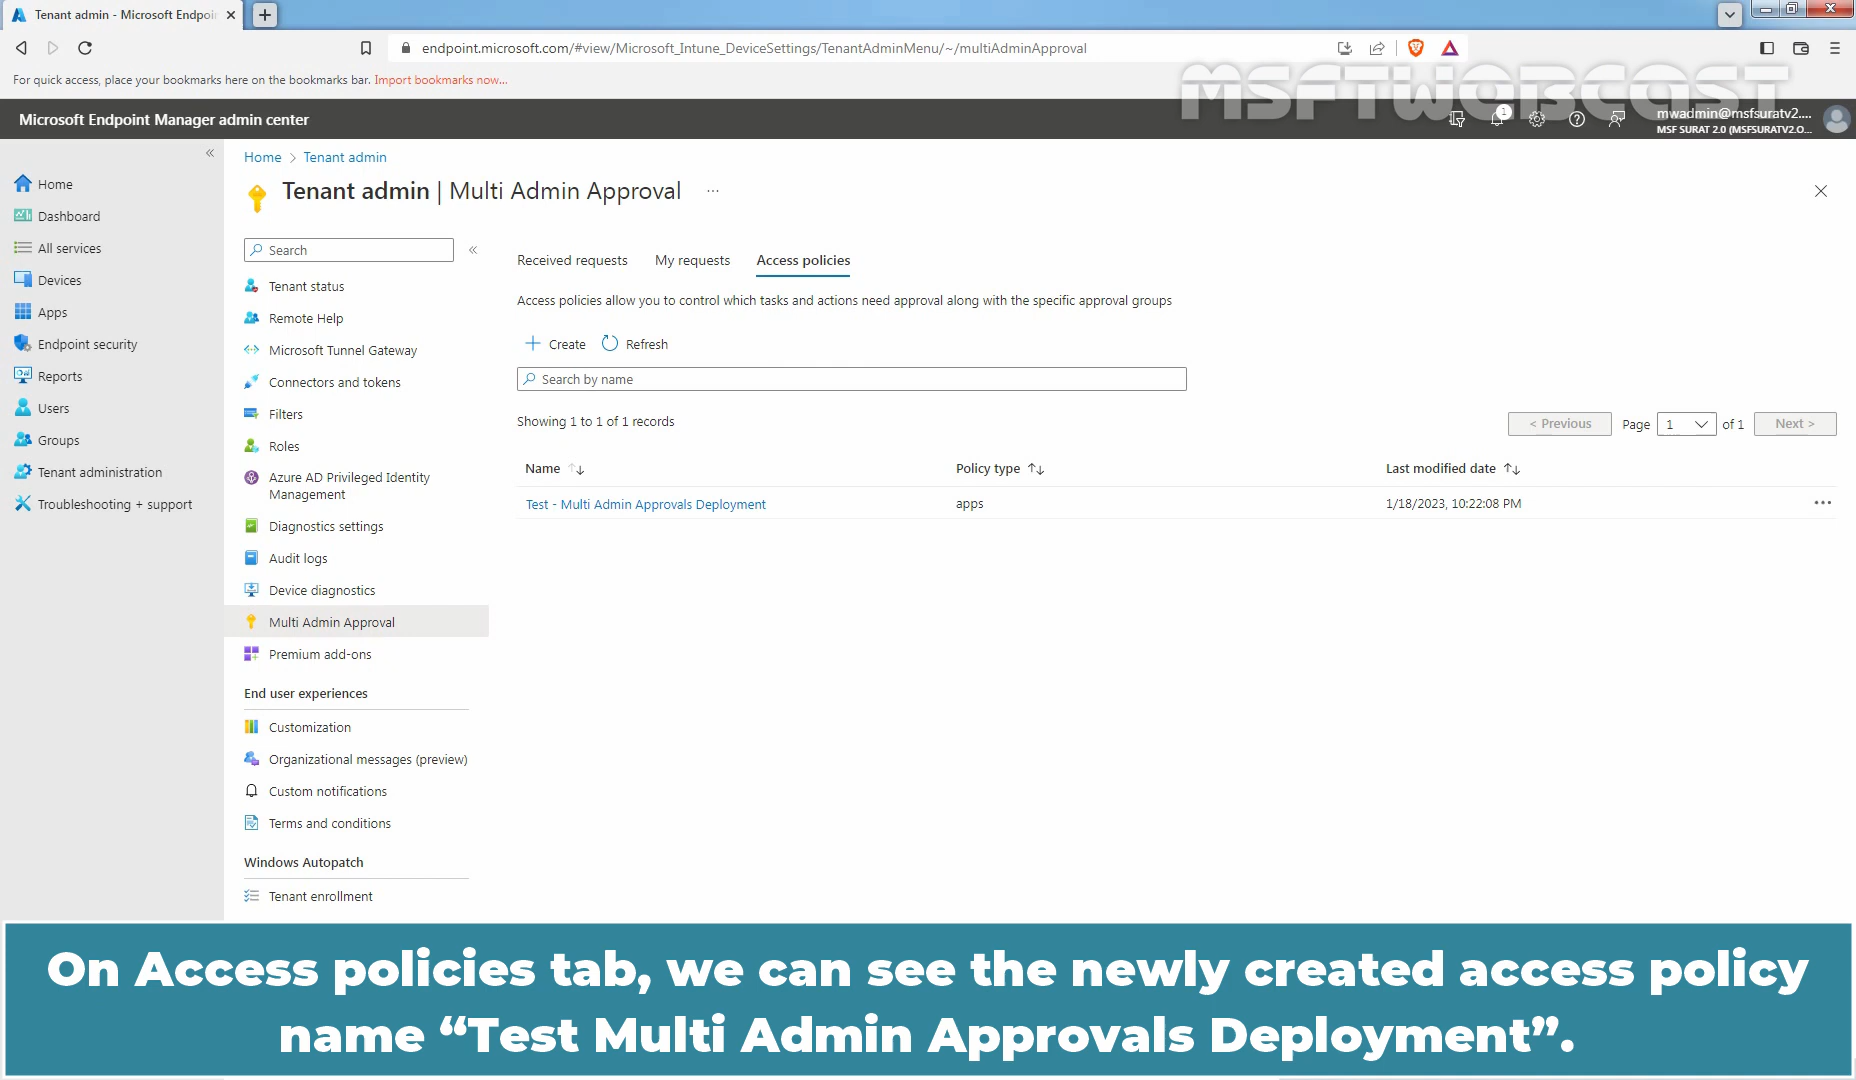 Tenant admin - Microsoft Endpoin
endpoint.microsoft.com/#view/Microsoft_Intune_DeviceSettings/TenantAdminMenu/~/multiAdminApproval
For quick access, place your bookmarks here on the bookmarks bar. Import bookmarks now...
MSFTWEBCAST
Microsoft Endpoint Manager admin center
1
mwadmin@msfsuratv2....
MSF SURAT 2.0 (MSFSURATV2.O...
Home > Tenant admin
Tenant admin | Multi Admin Approval
...
Home
Dashboard
All services
Devices
Apps
Endpoint security
Reports
Users
Groups
Tenant administration
Troubleshooting + support
Search
Tenant status
Remote Help
Microsoft Tunnel Gateway
Connectors and tokens
Filters
Roles
Azure AD Privileged Identity
Management
Diagnostics settings
Audit logs
Device diagnostics
Multi Admin Approval
Premium add-ons
End user experiences
Customization
Organizational messages (preview)
Custom notifications
Terms and conditions
Windows Autopatch
Tenant enrollment
Received requests My requests Access policies
Access policies allow you to control which tasks and actions need approval along with the specific approval groups
Create Refresh
Search by name
Showing 1 to 1 of 1 records
< Previous Page 1 of 1 Next >
Name Policy type Last modified date
Test - Multi Admin Approvals Deployment apps 1/18/2023, 10:22:08 PM ...
On Access policies tab, we can see the newly created access policy
name “Test Multi Admin Approvals Deployment”.